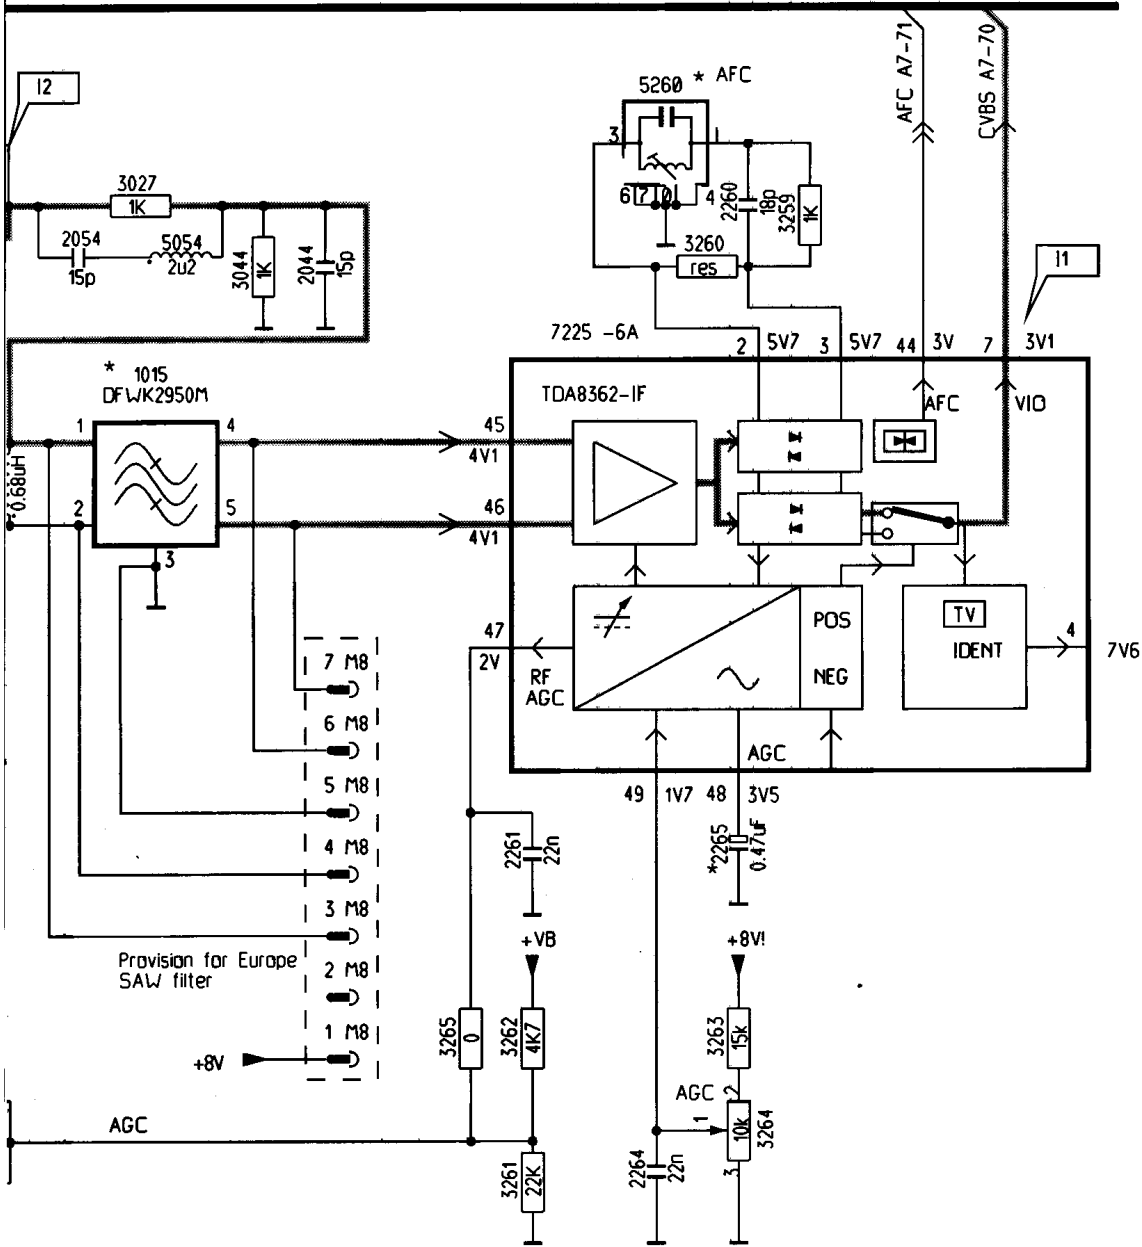 I2
5260 * AFC
AFC A7-71
CVBS A7-70
3
1
6 7 0
4
2260
18p
3259
1K
3027
1K
2054
15p
5054
2u2
3044
1K
2044
15p
3260
res
I1
7225 -6A
2
5V7
3
5V7
44
3V
7
3V1
* 1015
DFWK2950M
TDA8362-IF
AFC
VIO
1
4
45
4V1
0.68uH
2
5
46
4V1
3
47
2V
RF
AGC
POS
NEG
TV
IDENT
4
7V6
AGC
49
1V7
48
3V5
7 M8
6 M8
5 M8
4 M8
3 M8
2 M8
1 M8
2261
22n
*2265
0.47uF
Provision for Europe
SAW filter
+8V
+VB
+8V!
3265
0
3262
4K7
3263
15k
AGC
2
1
10k
3264
3
AGC
3261
22K
2264
22n